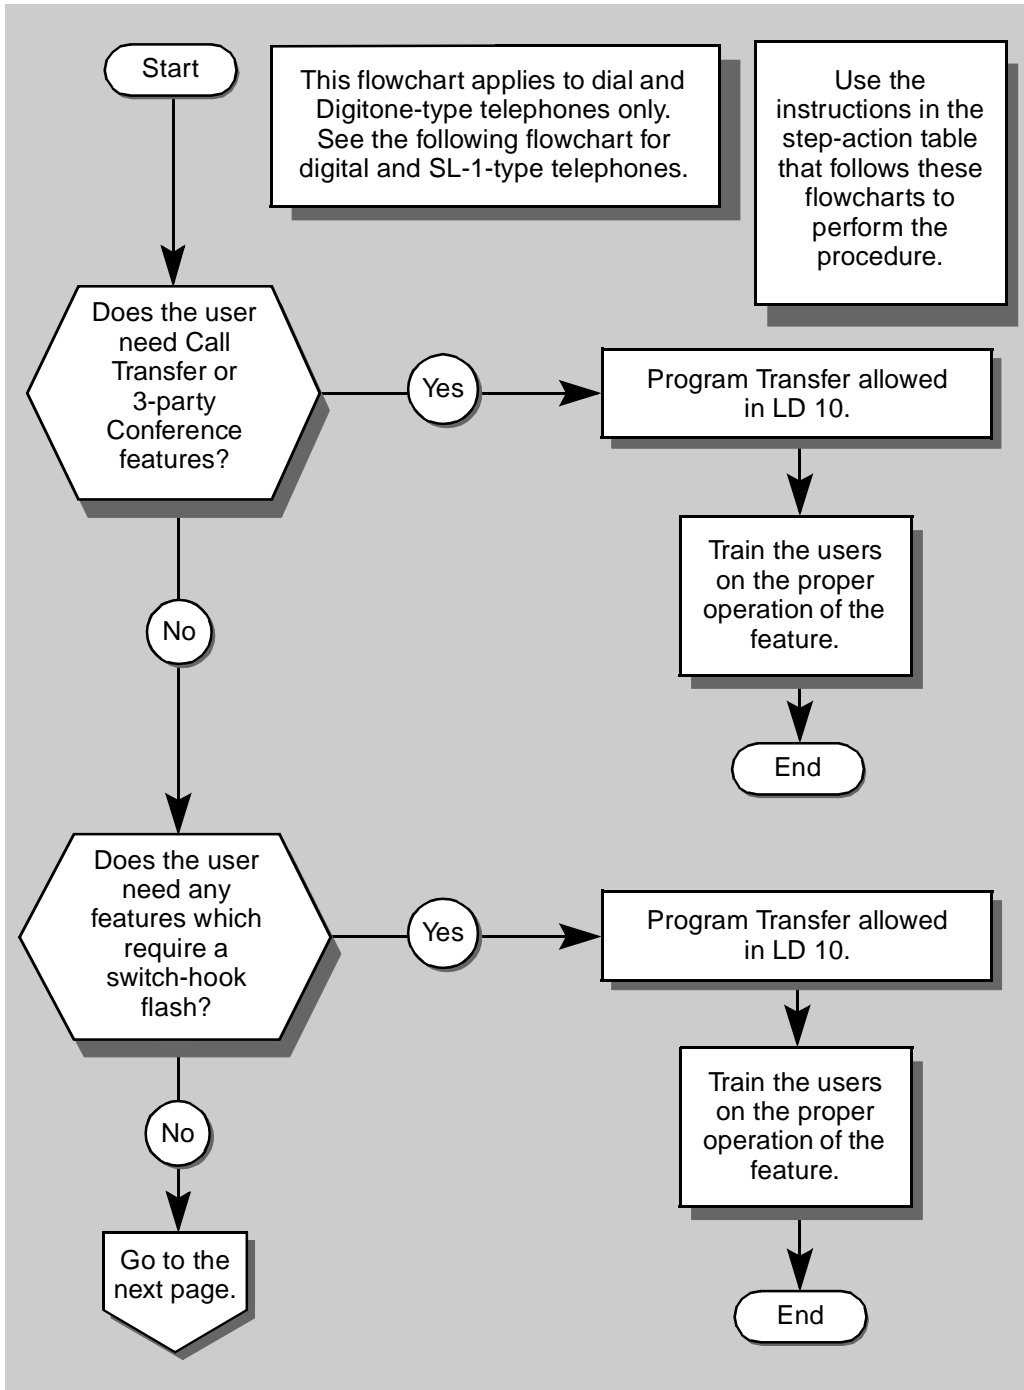 Start
This flowchart applies to dial and
Digitone-type telephones only.
See the following flowchart for
digital and SL-1-type telephones.
Use the
instructions in the
step-action table
that follows these
flowcharts to
perform the
procedure.
Does the user
need Call
Transfer or
3-party
Conference
features?
Yes
Program Transfer allowed
in LD 10.
Train the users
on the proper
operation of the
feature.
End
No
Does the user
need any
features which
require a
switch-hook
flash?
Yes
Program Transfer allowed
in LD 10.
Train the users
on the proper
operation of the
feature.
End
No
Go to the
next page.